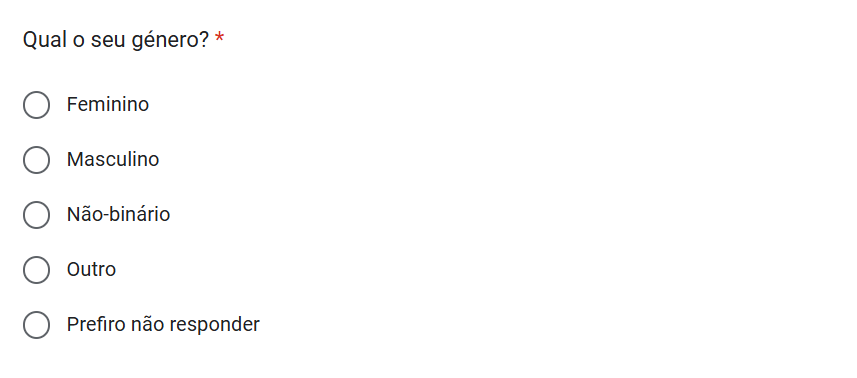 Qual o seu género? *
Feminino
Masculino
Não-binário
Outro
Prefiro não responder